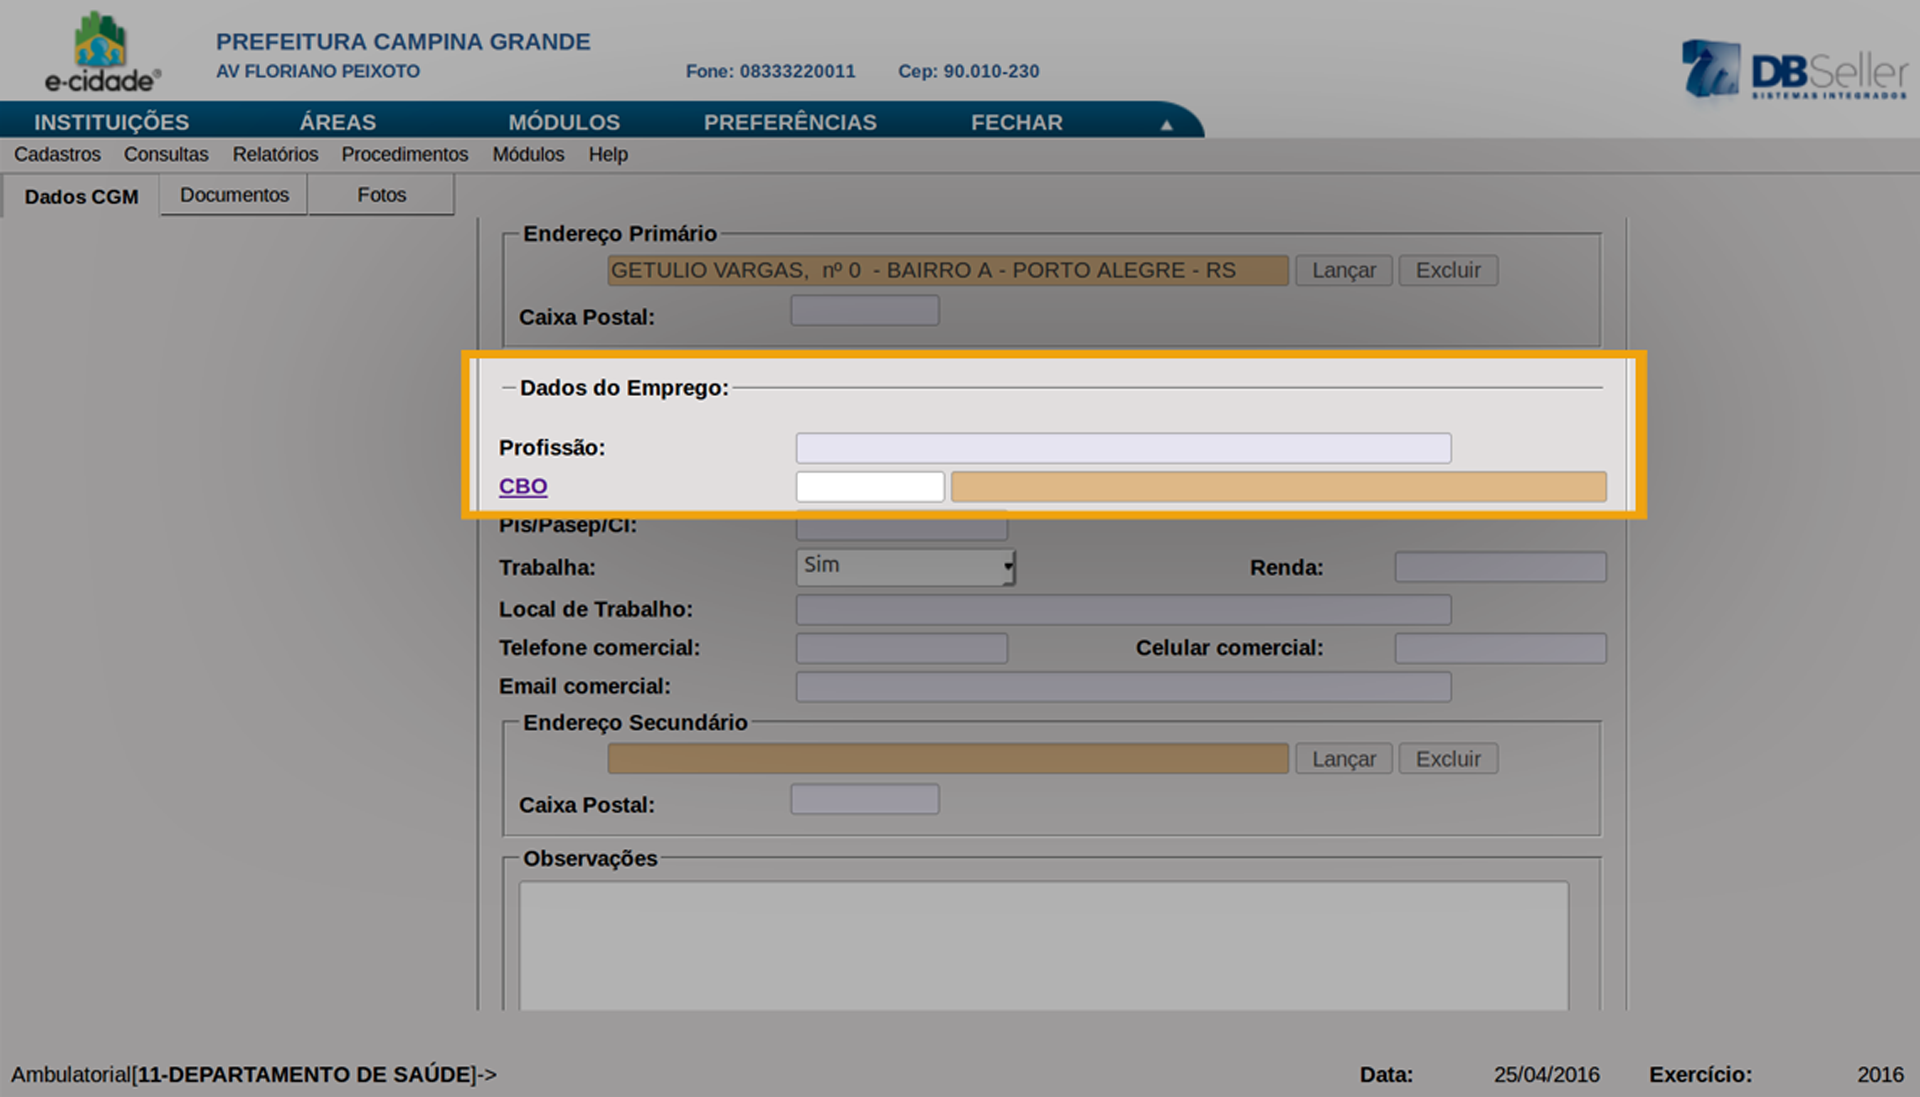 e-cidade®
PREFEITURA CAMPINA GRANDE
AV FLORIANO PEIXOTO Fone: 08333220011 Cep: 90.010-230
DBSeller
SISTEMAS INTEGRADOS
INSTITUIÇÕES ÁREAS MÓDULOS PREFERÊNCIAS FECHAR ▲
Cadastros Consultas Relatórios Procedimentos Módulos Help
Dados CGM Documentos Fotos
Endereço Primário
GETULIO VARGAS, nº 0 - BAIRRO A - PORTO ALEGRE - RS Lançar Excluir
Caixa Postal:
Dados do Emprego:
Profissão:
CBO
Pis/Pasep/CI:
Trabalha: Sim Renda:
Local de Trabalho:
Telefone comercial: Celular comercial:
Email comercial:
Endereço Secundário
Lançar Excluir
Caixa Postal:
Observações
Ambulatorial[11-DEPARTAMENTO DE SAÚDE]-> Data: 25/04/2016 Exercício: 2016